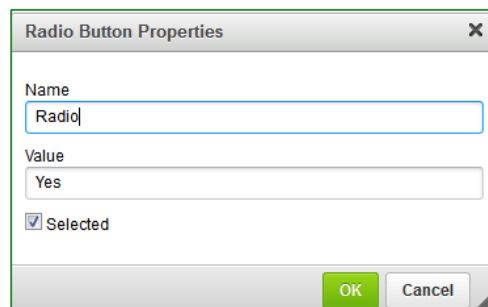 Radio Button Properties
Name
Radio
Value
Yes
Selected
OK Cancel